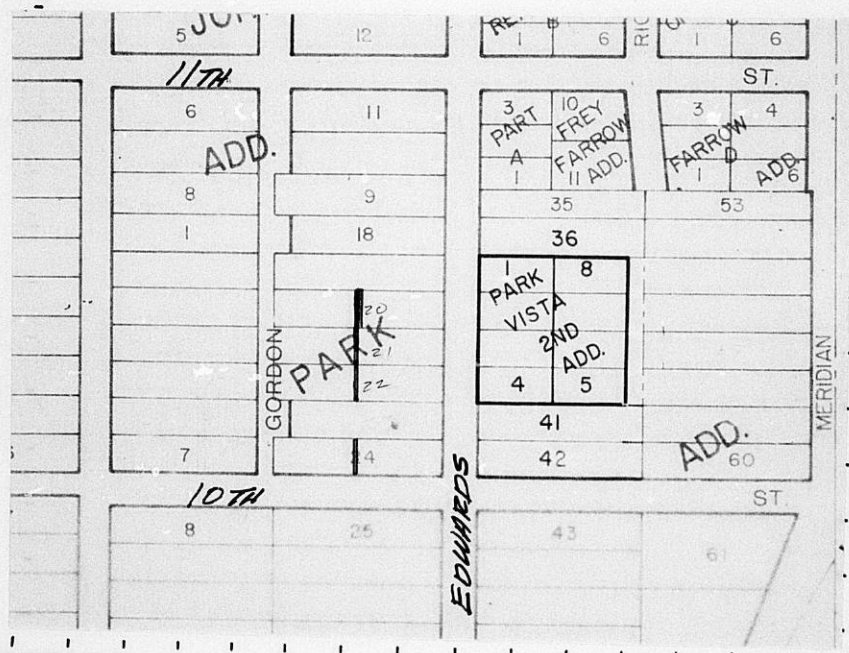 5
12
1
6
1
6
11TH
ST.
6
11
3
10
3
4
PART
FREY
FARROW
ADD.
A
1
11
FARROW
D
ADD.
1
6
ADD.
8
9
35
53
1
18
36
1
8
PARK
VISTA
2ND
ADD.
4
5
20
21
22
PARK
GORDON
MERIDIAN
41
ADD.
7
24
42
60
10TH
EDWARDS
ST.
8
25
43
61